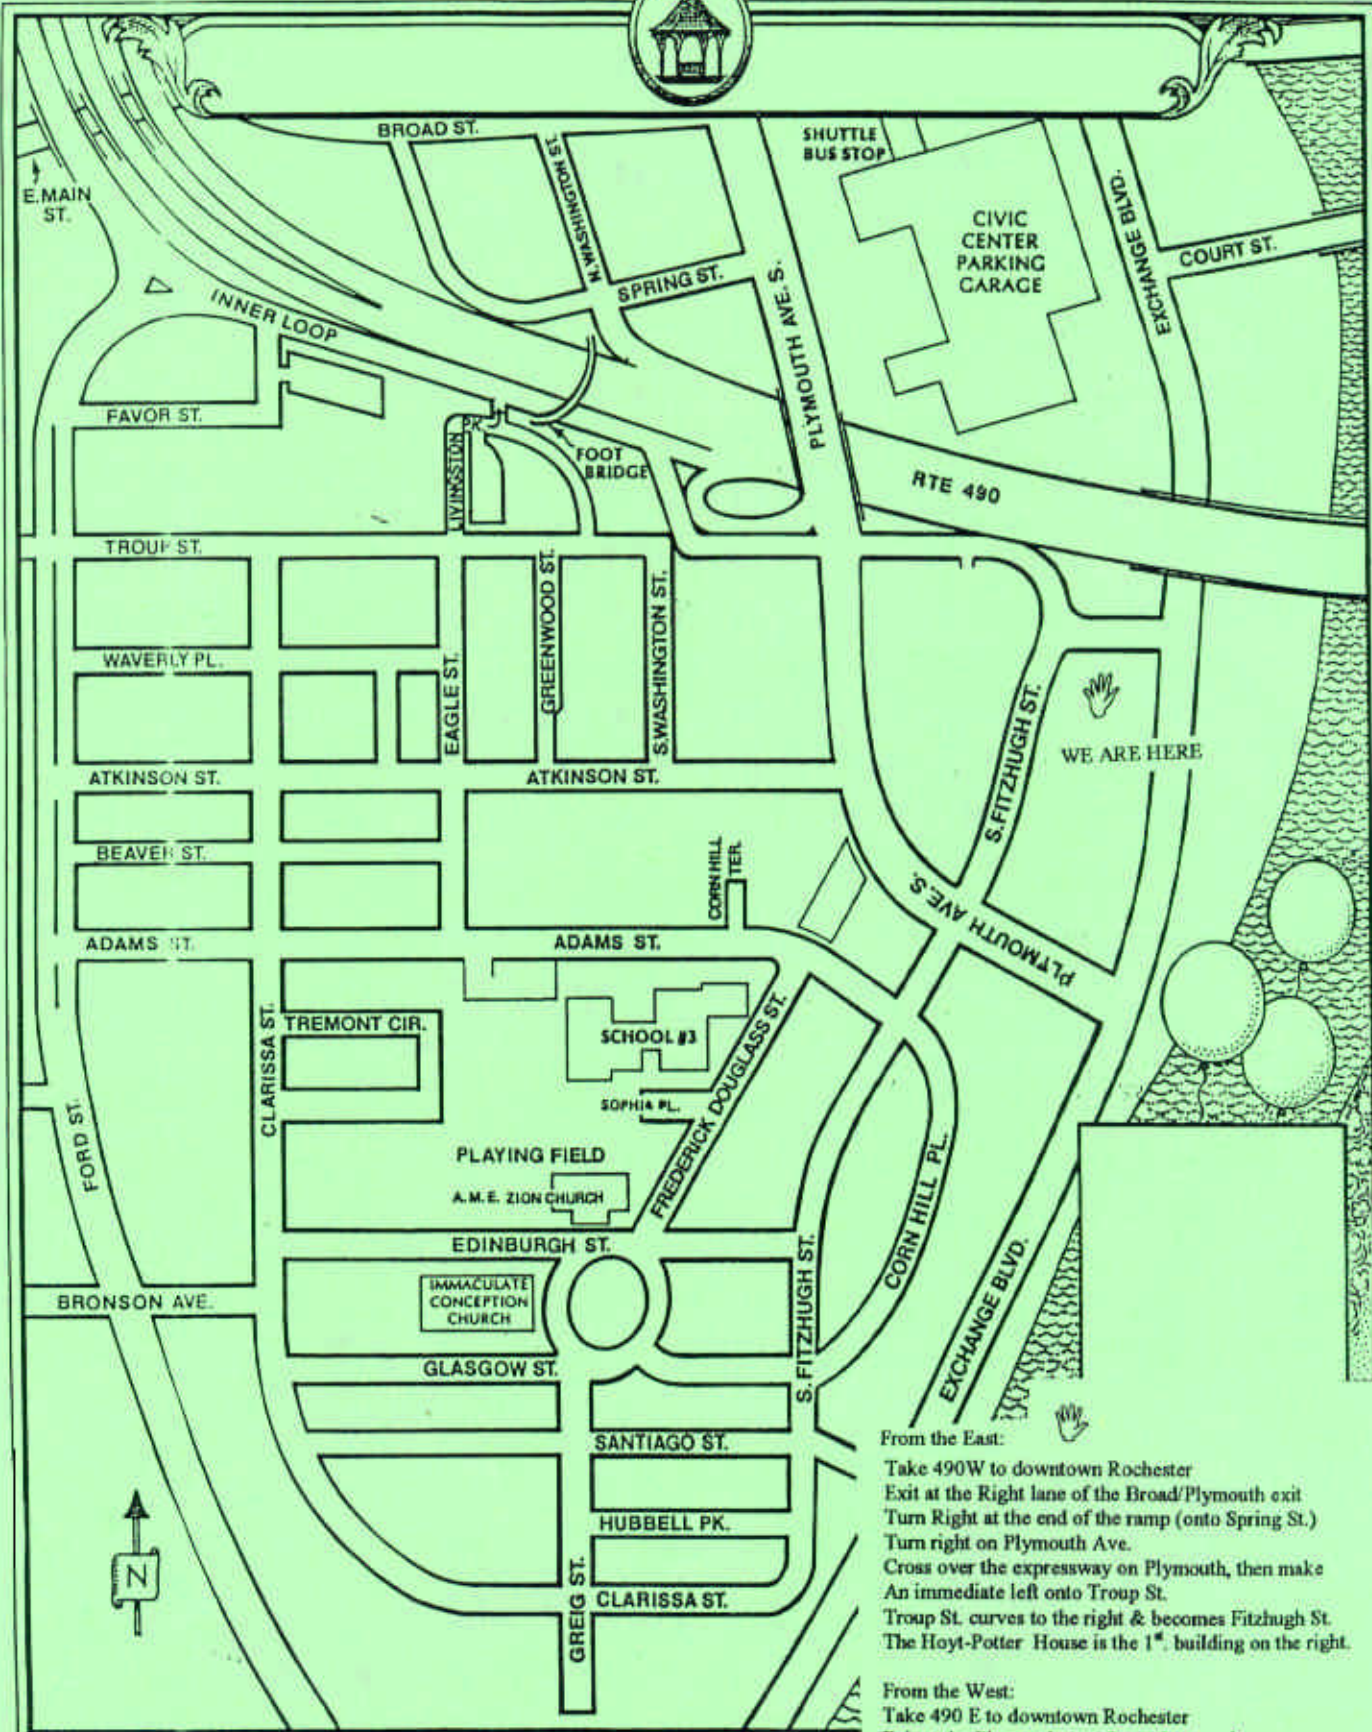 BROAD ST.
N. WASHINGTON ST.
SHUTTLE
BUS STOP
E. MAIN
ST.
CIVIC
CENTER
PARKING
GARAGE
EXCHANGE BLVD.
COURT ST.
SPRING ST.
PLYMOUTH AVE. S.
INNER LOOP
FAVOR ST.
LIVINGSTON
PK.
FOOT
BRIDGE
RTE 490
TROUP ST.
GREENWOOD ST.
S. WASHINGTON ST.
WAVERLY PL.
EAGLE ST.
S. FITZHUGH ST.
WE ARE HERE
ATKINSON ST.
ATKINSON ST.
BEAVER ST.
CORN HILL
TER.
PLYMOUTH AVE S.
ADAMS ST.
ADAMS ST.
CLARISSA ST.
TREMONT CIR.
SCHOOL #3
FREDERICK DOUGLASS ST.
SOPHIA PL.
FORD ST.
PLAYING FIELD
A.M.E. ZION CHURCH
CORN HILL PL.
EDINBURGH ST.
S. FITZHUGH ST.
EXCHANGE BLVD.
IMMACULATE
CONCEPTION
CHURCH
BRONSON AVE.
GLASGOW ST.
SANTIAGO ST.
HUBBELL PK.
GREIG ST.
CLARISSA ST.
N
From the East:
Take 490W to downtown Rochester
Exit at the Right lane of the Broad/Plymouth exit
Turn Right at the end of the ramp (onto Spring St.)
Turn right on Plymouth Ave.
Cross over the expressway on Plymouth, then make
An immediate left onto Troup St.
Troup St. curves to the right & becomes Fitzhugh St.
The Hoyt-Potter House is the 1st. building on the right.
From the West:
Take 490 E to downtown Rochester